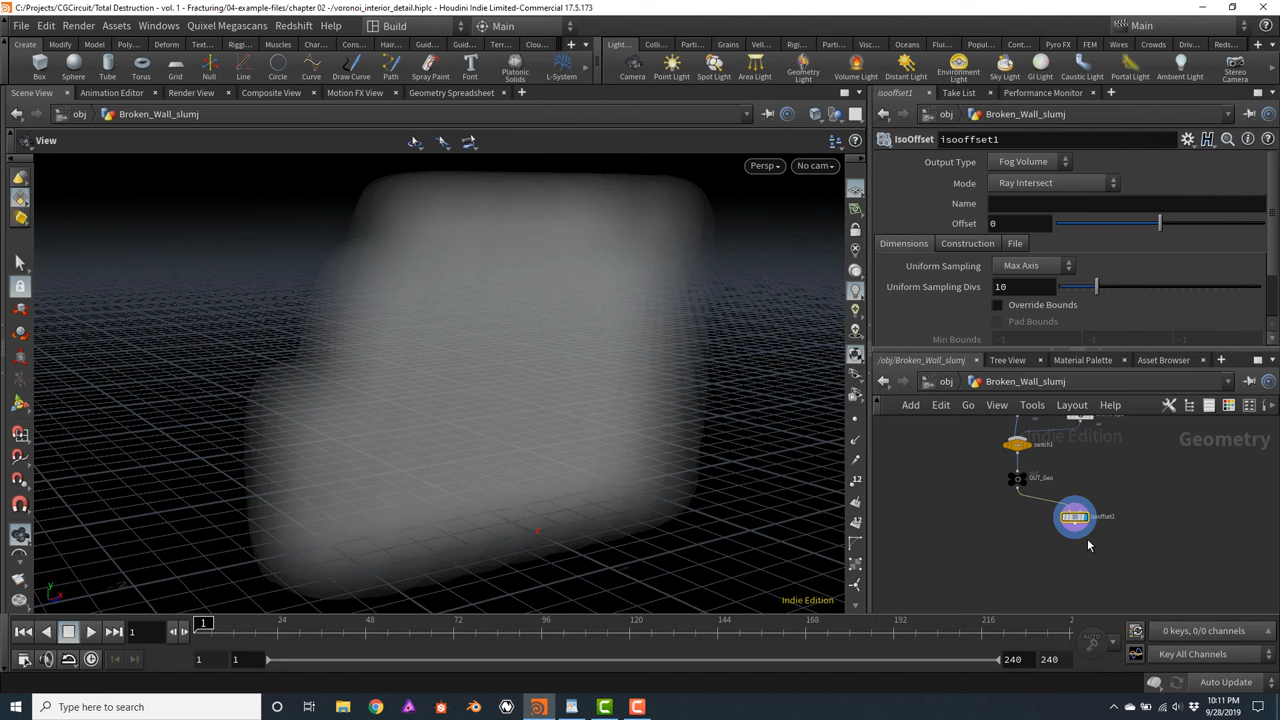 C:/Projects/CGCircuit/Total Destruction - vol. 1 - Fracturing/04-example-files/chapter 02 -/voronoi_interior_detail.hiplc - Houdini Indie Limited-Commercial 17.5.173
File Edit Render Assets Windows Quixel Megascans Redshift Help Build Main Main
Create Modify Model Poly... Deform Text... Riggi... Muscles Char... Cons... Hair... Guid... Guid... Terr... Clou... Light... Colli... Parti... Grains Vell... Rigi... Parti... Visc... Oceans Flu... Popul... Cont... Pyro FX FEM Wires Crowds Driv... Reds...
Box Sphere Tube Torus Grid Null Line Circle Curve Draw Curve Path Spray Paint Font Platonic Solids L-System Camera Point Light Spot Light Area Light Geometry Light Volume Light Distant Light Environment Light Sky Light GI Light Caustic Light Portal Light Ambient Light Stereo Camera
Scene View Animation Editor Render View Composite View Motion FX View Geometry Spreadsheet isooffset1 Take List Performance Monitor
obj Broken_Wall_slumj obj Broken_Wall_slumj
View
IsoOffset isooffset1
Persp No cam
Output Type Fog Volume
Mode Ray Intersect
Name
Offset 0
Dimensions Construction File
Uniform Sampling Max Axis
Uniform Sampling Divs 10
Override Bounds
Pad Bounds
Min Bounds -1 -1 -1
/obj/Broken_Wall_slumj Tree View Material Palette Asset Browser
obj Broken_Wall_slumj
Add Edit Go View Tools Layout Help
Indie Edition Geometry
switch1
OUT_Geo
isooffset1
12
z
y
x
Indie Edition
1 1 24 48 72 96 120 144 168 192 216 2
0 keys, 0/0 channels
1 1 240 240 Key All Channels
AUTO
Auto Update
Type here to search
10:11 PM
9/28/2019